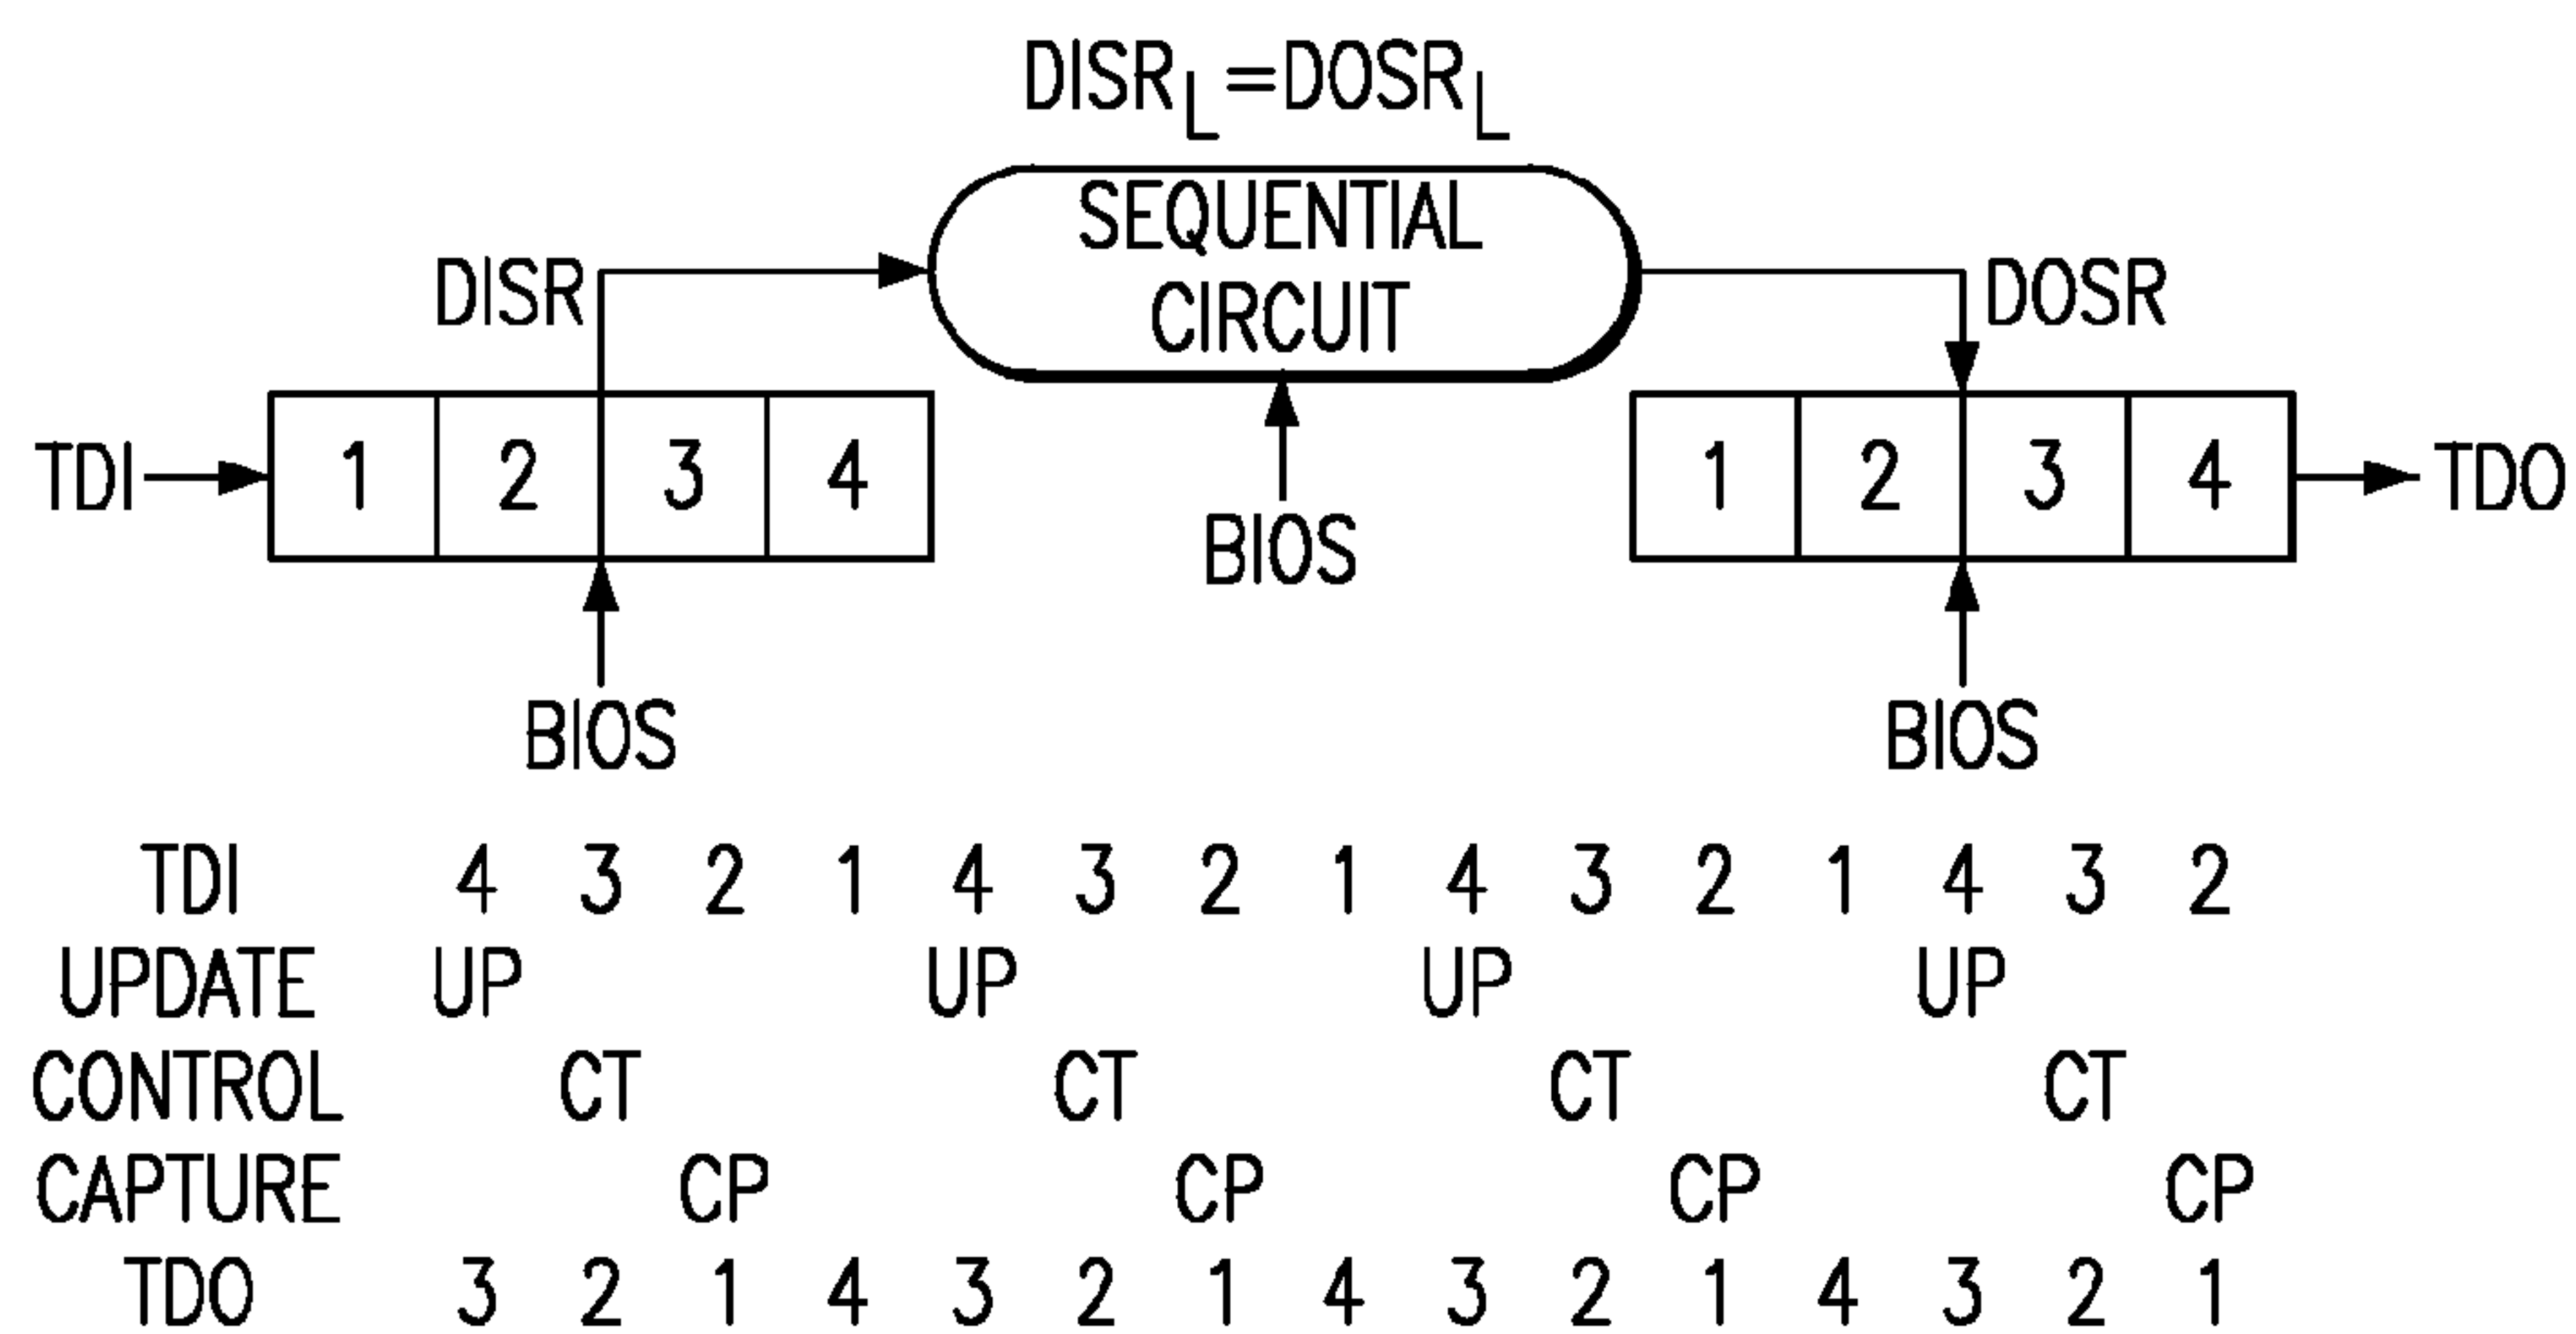 DISRL=DOSRL
SEQUENTIAL
CIRCUIT
DISR
DOSR
TDI 1 2 3 4
1 2 3 4 TDO
BIOS
BIOS
BIOS
TDI 4 3 2 1 4 3 2 1 4 3 2 1 4 3 2
UPDATE UP UP UP UP
CONTROL CT CT CT CT
CAPTURE CP CP CP CP
TDO 3 2 1 4 3 2 1 4 3 2 1 4 3 2 1